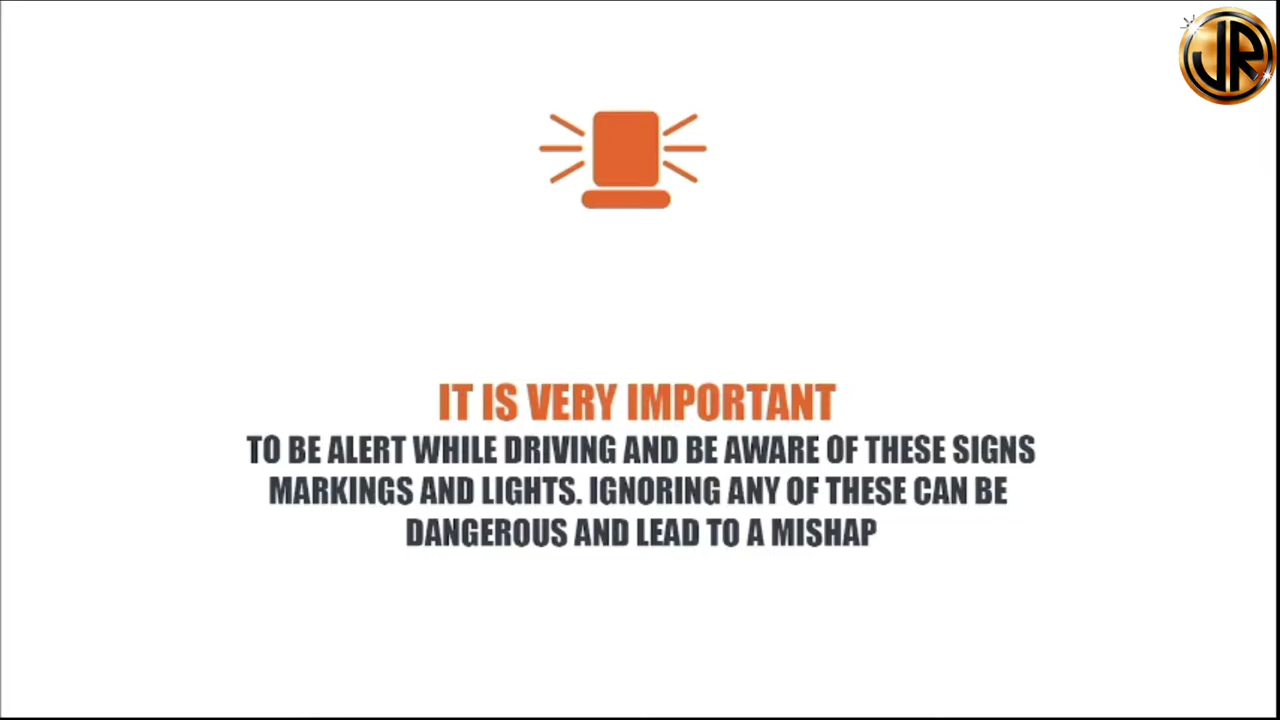 JR
IT IS VERY IMPORTANT
TO BE ALERT WHILE DRIVING AND BE AWARE OF THESE SIGNS
MARKINGS AND LIGHTS. IGNORING ANY OF THESE CAN BE
DANGEROUS AND LEAD TO A MISHAP